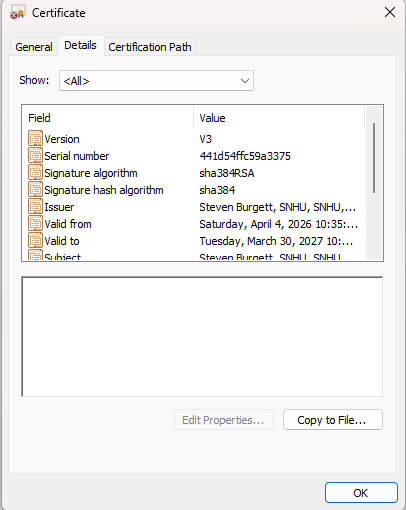 Certificate
General Details Certification Path
Show: <All>
Field Value
Version V3
Serial number 441d54ffc59a3375
Signature algorithm sha384RSA
Signature hash algorithm sha384
Issuer Steven Burgett, SNHU, SNHU,...
Valid from Saturday, April 4, 2026 10:35:...
Valid to Tuesday, March 30, 2027 10:...
Subject Steven Burgett, SNHU, SNHU
Edit Properties...
Copy to File...
OK